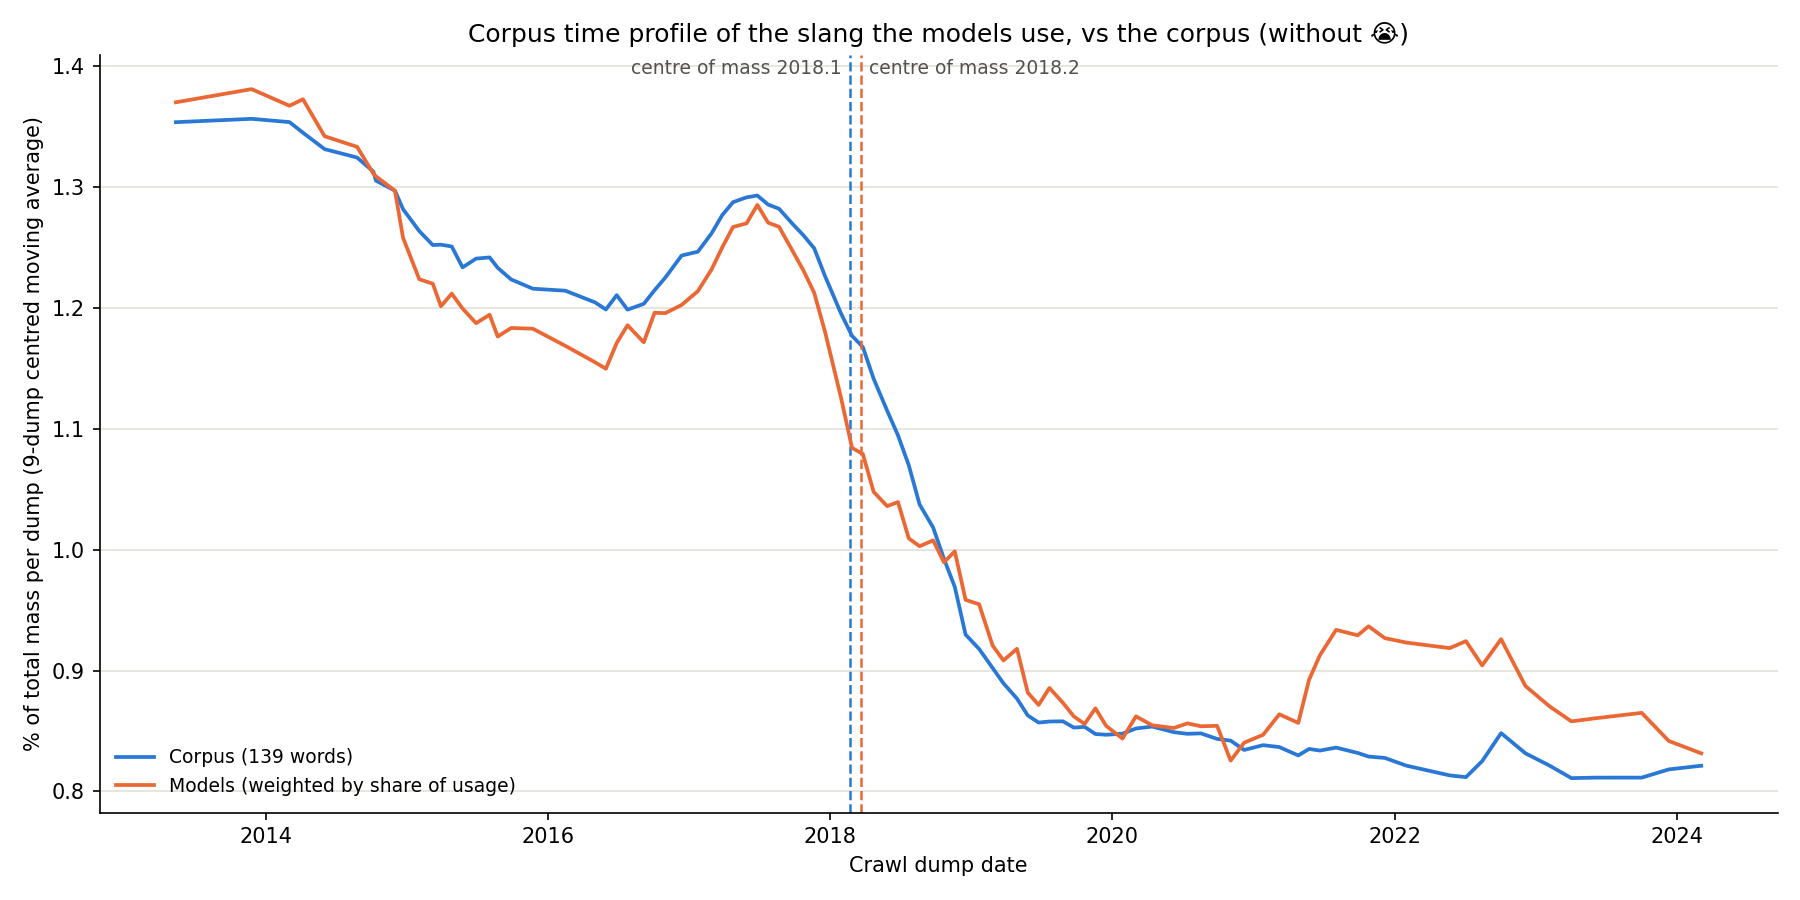 Corpus time profile of the slang the models use, vs the corpus (without 😭)
centre of mass 2018.1
centre of mass 2018.2
% of total mass per dump (9-dump centred moving average)
1.4
1.3
1.2
1.1
1.0
0.9
0.8
Corpus (139 words)
Models (weighted by share of usage)
2014
2016
2018
2020
2022
2024
Crawl dump date